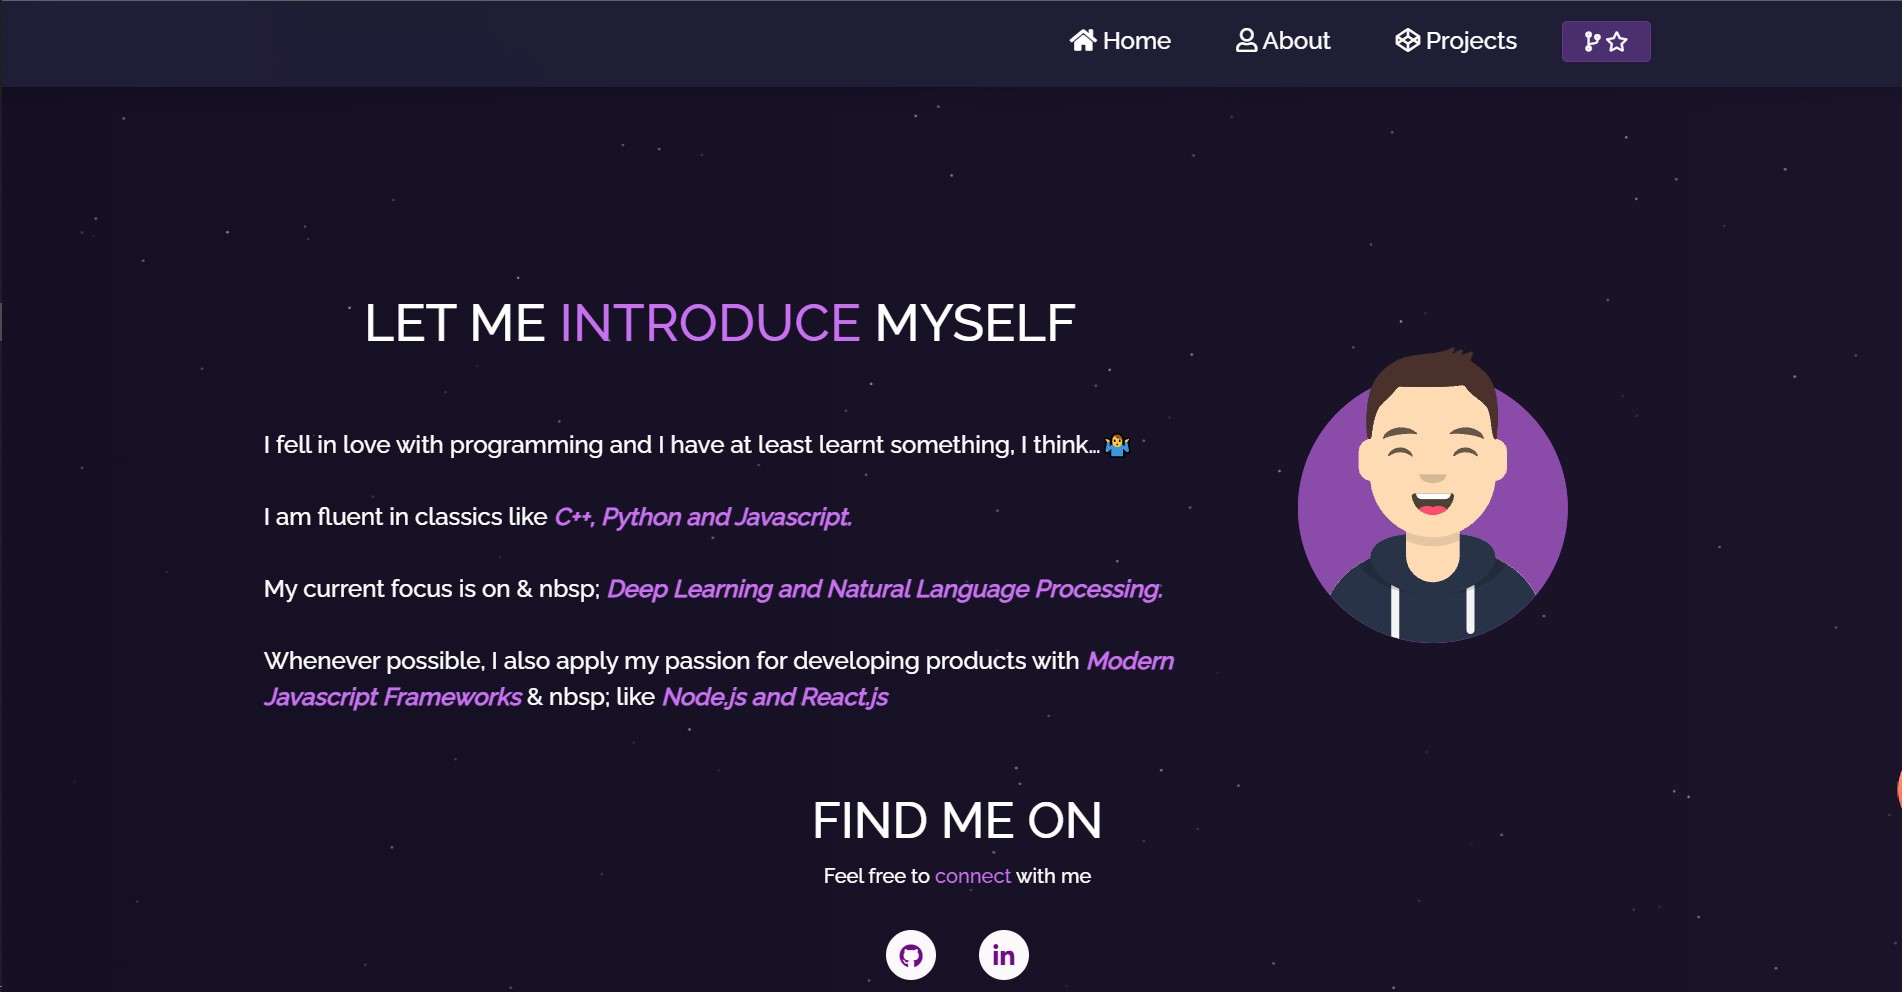 Home About Projects
LET ME INTRODUCE MYSELF
I fell in love with programming and I have at least learnt something, I think… 🤷‍♂️
I am fluent in classics like C++, Python and Javascript.
My current focus is on & nbsp; Deep Learning and Natural Language Processing.
Whenever possible, I also apply my passion for developing products with Modern
Javascript Frameworks & nbsp; like Node.js and React.js
FIND ME ON
Feel free to connect with me
in